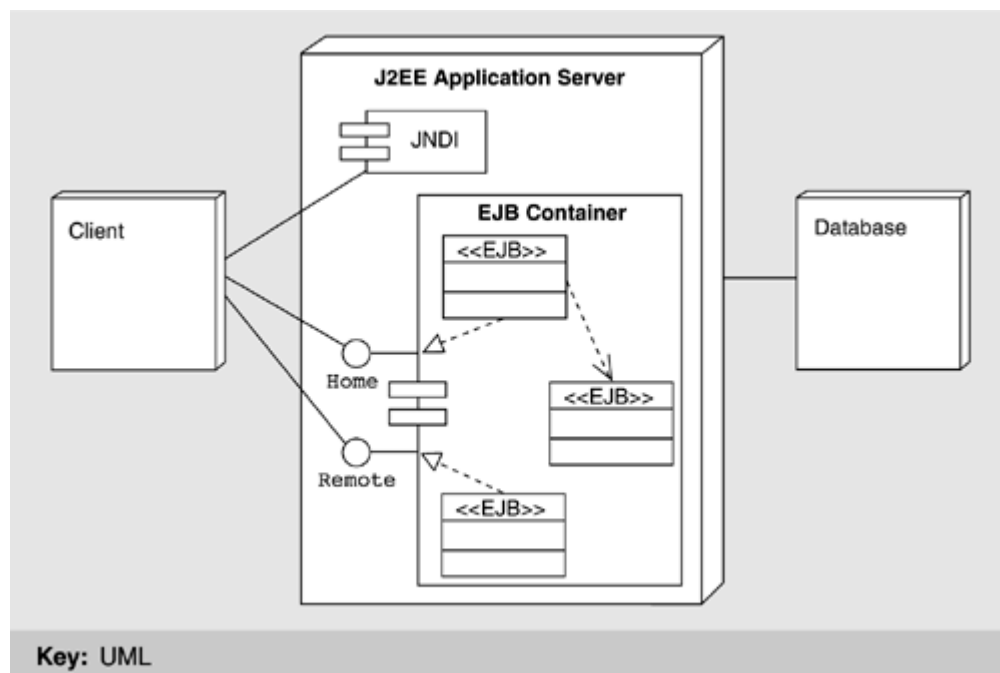 J2EE Application Server
JNDI
Client
EJB Container
Database
<<EJB>>
Home
<<EJB>>
Remote
<<EJB>>
Key: UML